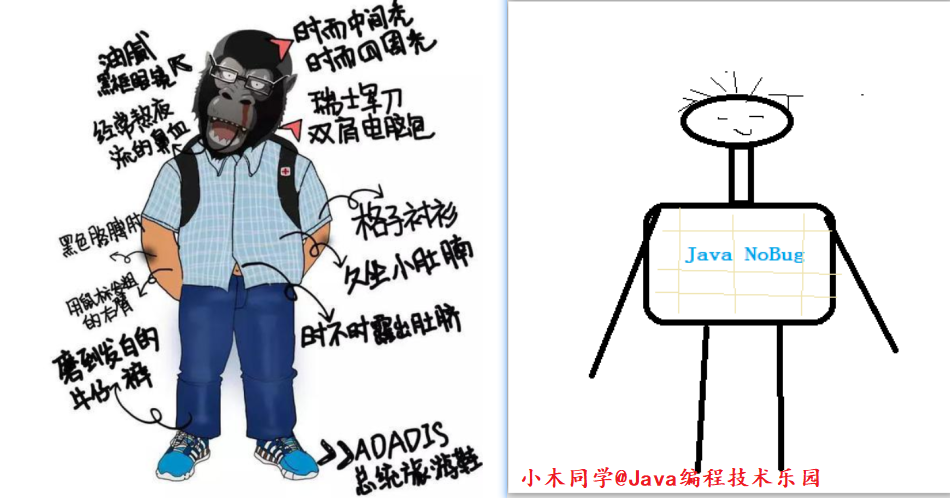 时而中间秃
时而四周秃
油腻
黑框眼镜
瑞士军刀
双肩电脑包
经常熬夜
流的鼻血
格子衬衫
黑色胳膊肘
久坐小肚腩
用鼠标发粗
的右臂
时不时露出肚脐
磨到发白的
牛仔裤
ADADIS
总统旅游鞋
Java NoBug
小木同学@Java编程技术乐园